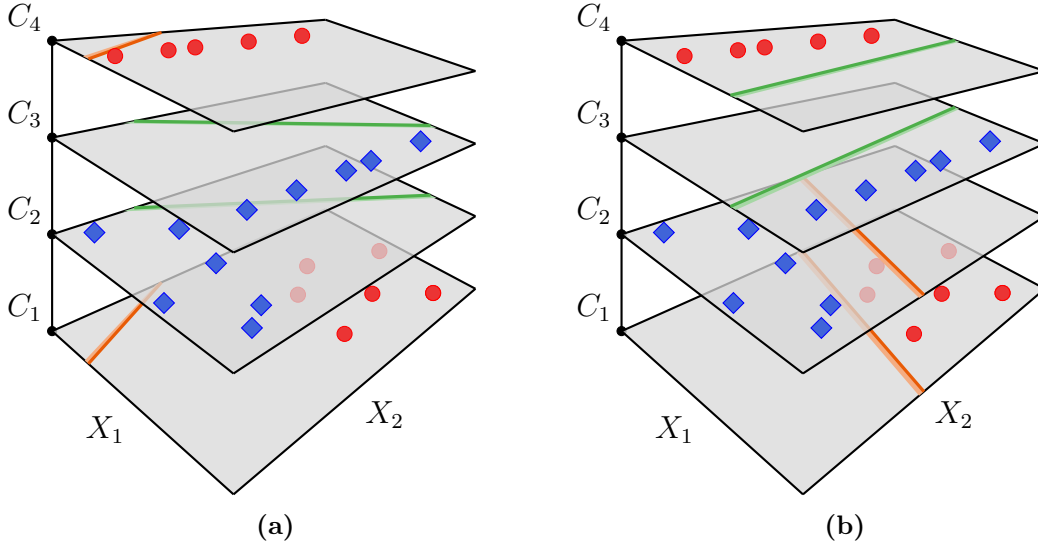 C₄ C₄
C₃ C₃
C₂ C₂
C₁ C₁
X₁ X₂ X₁ X₂
(a) (b)